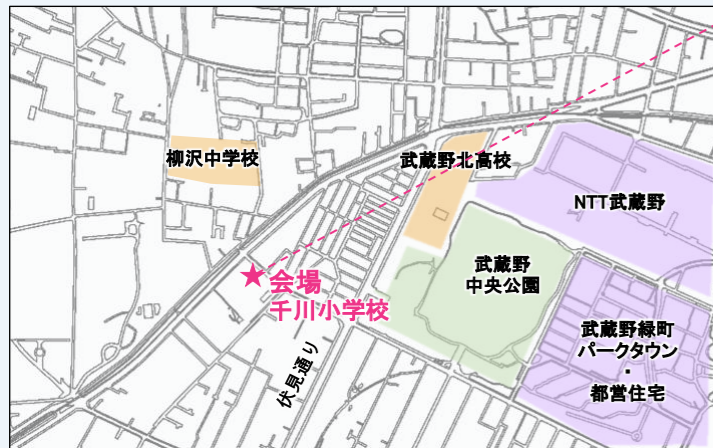 柳沢中学校
武蔵野北高校
NTT武蔵野
武蔵野
中央公園
会場
千川小学校
武蔵野緑町
パークタウン
・
都営住宅
伏見通り